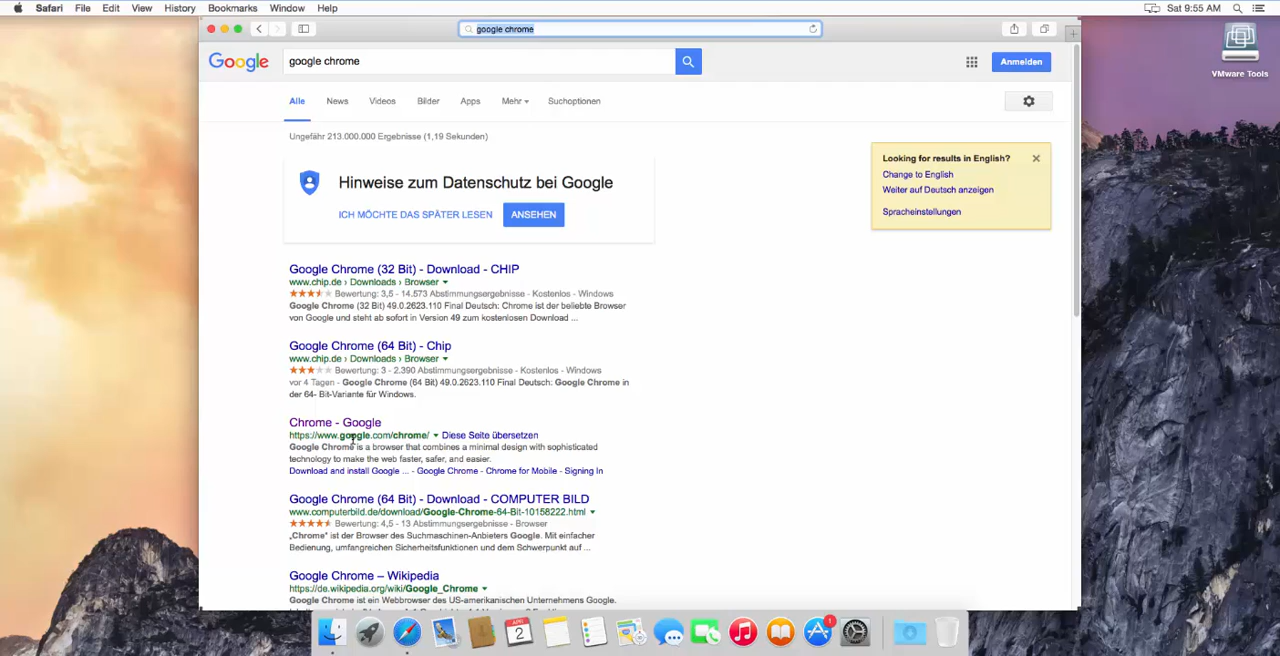 Safari File Edit View History Bookmarks Window Help
Sat 9:55 AM
google chrome
VMware Tools
Google
google chrome
Anmelden
Alle News Videos Bilder Apps Mehr Suchoptionen
Ungefähr 213.000.000 Ergebnisse (1,19 Sekunden)
Hinweise zum Datenschutz bei Google
ICH MÖCHTE DAS SPÄTER LESEN ANSEHEN
Looking for results in English?
Change to English
Weiter auf Deutsch anzeigen
Spracheinstellungen
Google Chrome (32 Bit) - Download - CHIP
www.chip.de › Downloads › Browser
Bewertung: 3,5 - 14.573 Abstimmungsergebnisse - Kostenlos - Windows
Google Chrome (32 Bit) 49.0.2623.110 Final Deutsch: Chrome ist der beliebte Browser
von Google und steht ab sofort in Version 49 zum kostenlosen Download ...
Google Chrome (64 Bit) - Chip
www.chip.de › Downloads › Browser
Bewertung: 3 - 2.390 Abstimmungsergebnisse - Kostenlos - Windows
vor 4 Tagen - Google Chrome (64 Bit) 49.0.2623.110 Final Deutsch: Google Chrome in
der 64- Bit-Variante für Windows.
Chrome - Google
https://www.google.com/chrome/ Diese Seite übersetzen
Google Chrome is a browser that combines a minimal design with sophisticated
technology to make the web faster, safer, and easier.
Download and install Google ... - Google Chrome - Chrome for Mobile - Signing In
Google Chrome (64 Bit) - Download - COMPUTER BILD
www.computerbild.de/download/Google-Chrome-64-Bit-10158222.html
Bewertung: 4,5 - 13 Abstimmungsergebnisse - Browser
„Chrome“ ist der Browser des Suchmaschinen-Anbieters Google. Mit einfacher
Bedienung, umfangreichen Sicherheitsfunktionen und dem Schwerpunkt auf ...
Google Chrome – Wikipedia
https://de.wikipedia.org/wiki/Google_Chrome
Google Chrome ist ein Webbrowser des US-amerikanischen Unternehmens Google.
APR
2
1